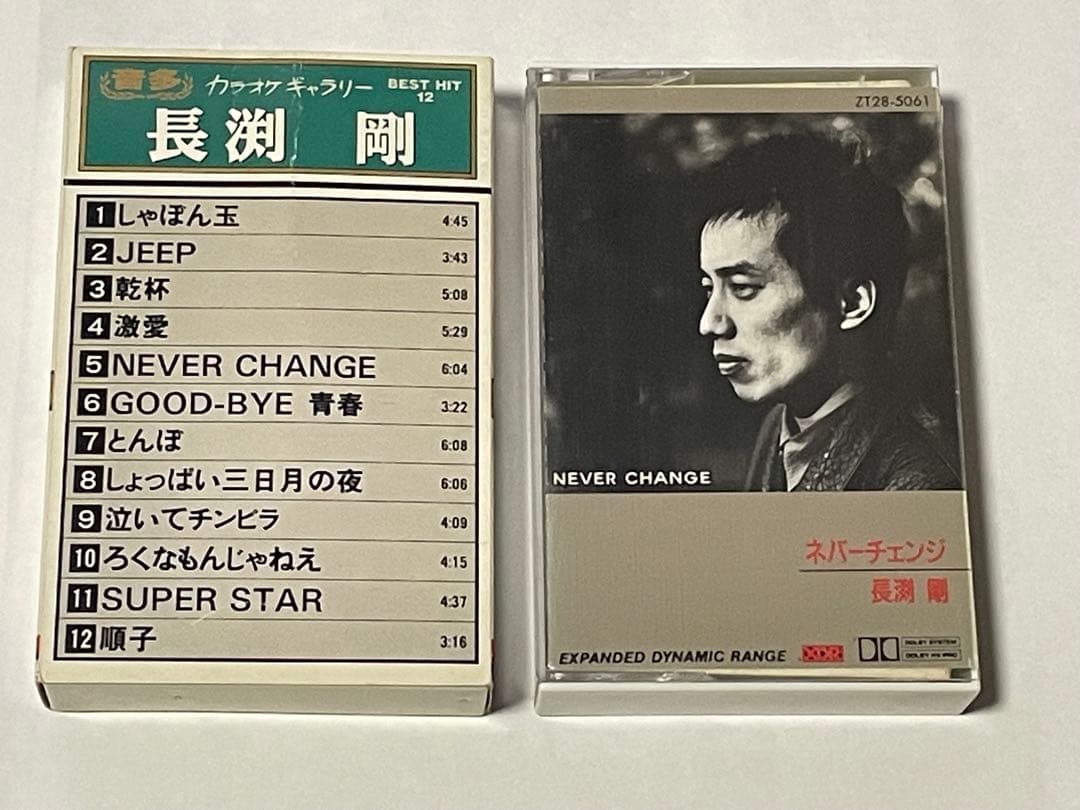 音多 カラオケギャラリー BEST HIT
12
長渕 剛
1 しゃぼん玉 4:45
2 JEEP 3:43
3 乾杯 5:08
4 激愛 5:29
5 NEVER CHANGE 6:04
6 GOOD-BYE 青春 3:22
7 とんぼ 6:08
8 しょっぱい三日月の夜 6:06
9 泣いてチンピラ 4:09
10 ろくなもんじゃねえ 4:15
11 SUPER STAR 4:37
12 順子 3:16
ZT28-5061
NEVER CHANGE
ネバーチェンジ
長渕 剛
EXPANDED DYNAMIC RANGE XDR
DOLBY SYSTEM
DOLBY HX PRO